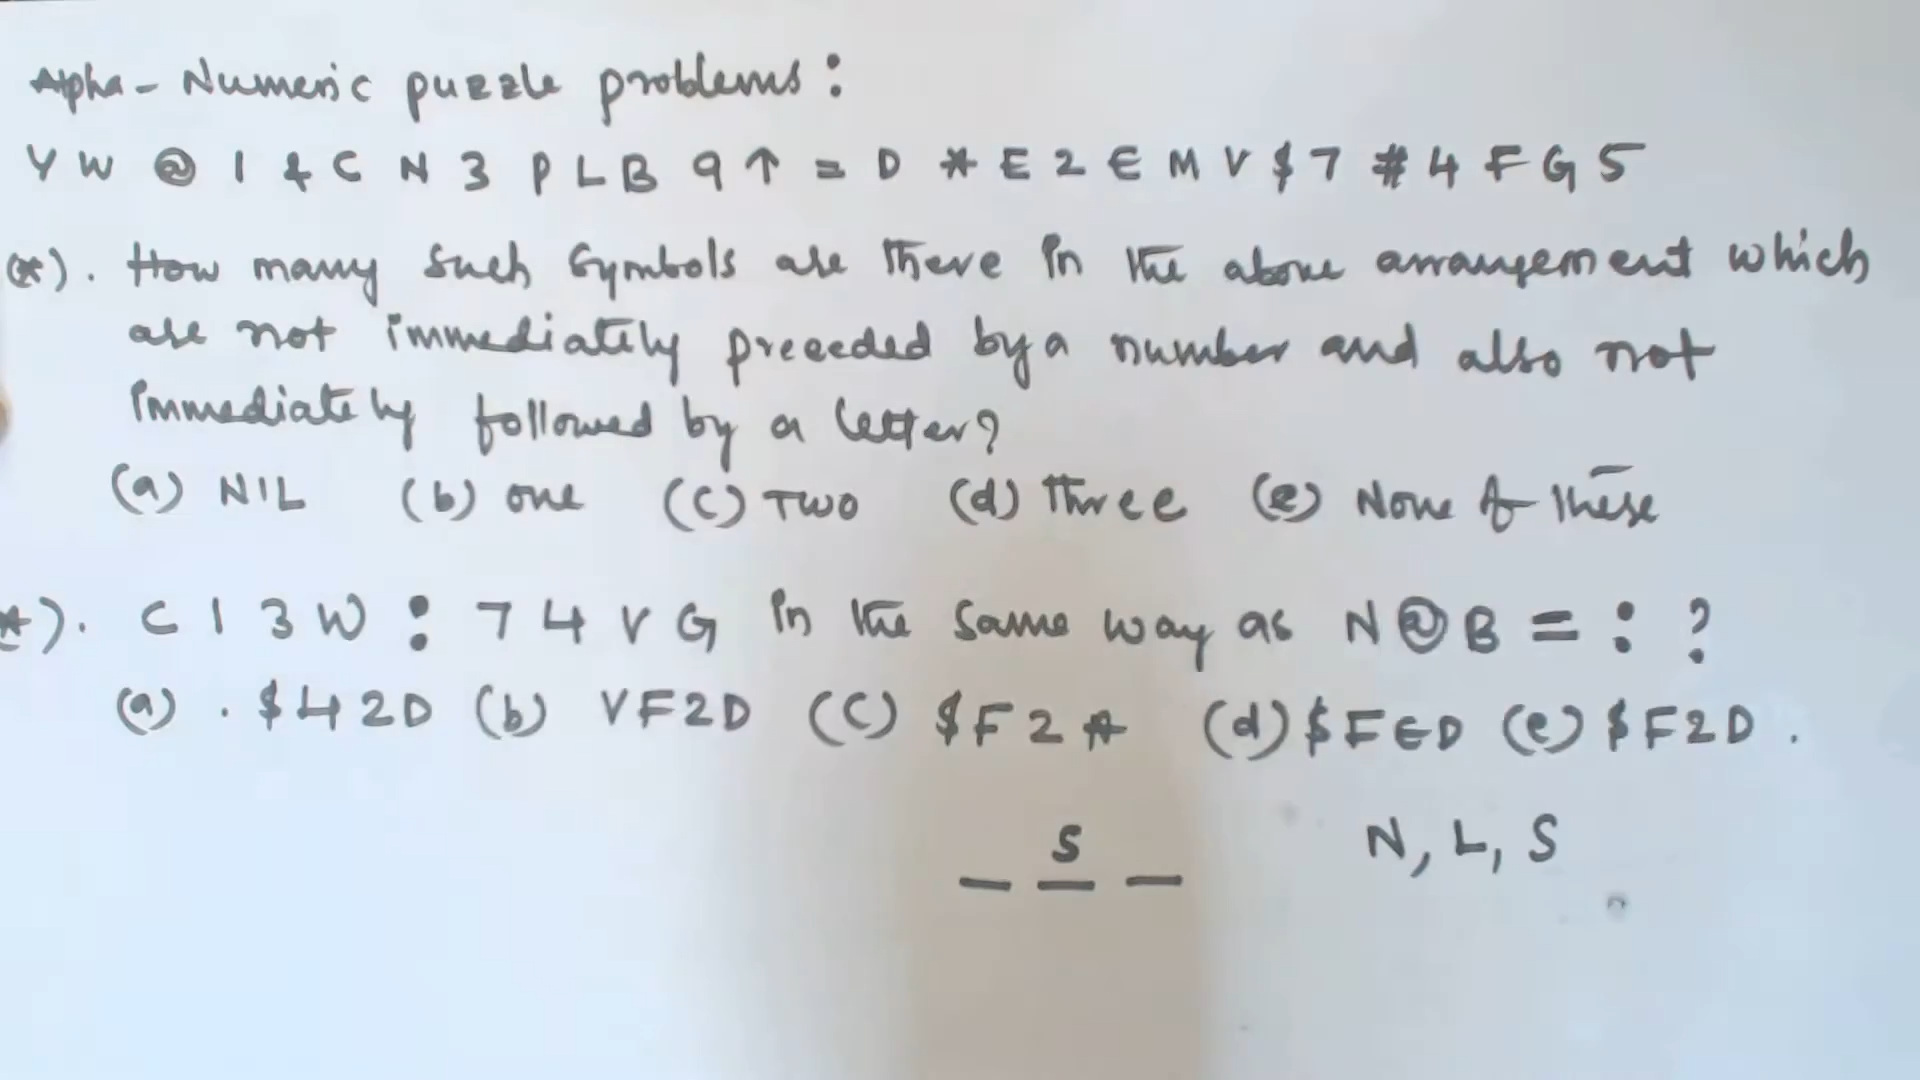 Alpha - Numeric puzzle problems :
Y W @ 1 & C N 3 P L B 9 ↑ = D * E 2 € M V $ 7 # 4 F G 5
(*). How many such symbols are there in the above arrangement which
are not immediately preceded by a number and also not
immediately followed by a letter?
(a) NIL (b) one (c) TWO (d) three (e) None of these
*). C 1 3 W : 7 4 V G in the same way as N @ B = : ?
(a) . $ 4 2 D (b) V F 2 D (c) $ F 2 * (d) $ F € D (e) $ F 2 D .
_ S _ N, L, S